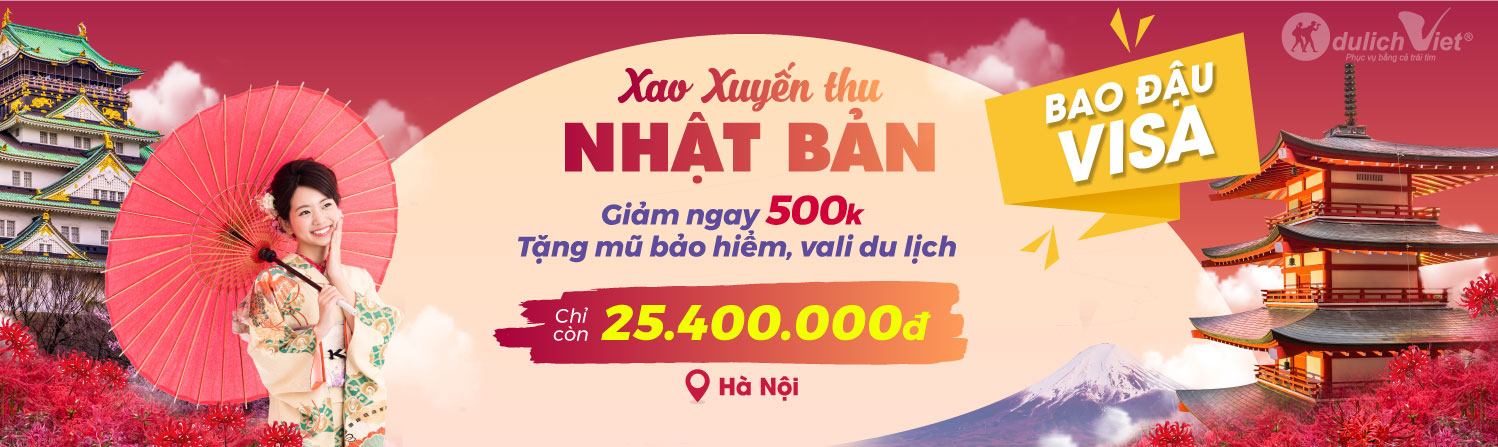 Xao Xuyến thu
NHẬT BẢN
Giảm ngay 500k
Tặng mũ bảo hiểm, vali du lịch
Chỉ còn 25.400.000đ
Hà Nội
BAO ĐẬU
VISA
dulichViet®
Phục vụ bằng cả trái tim